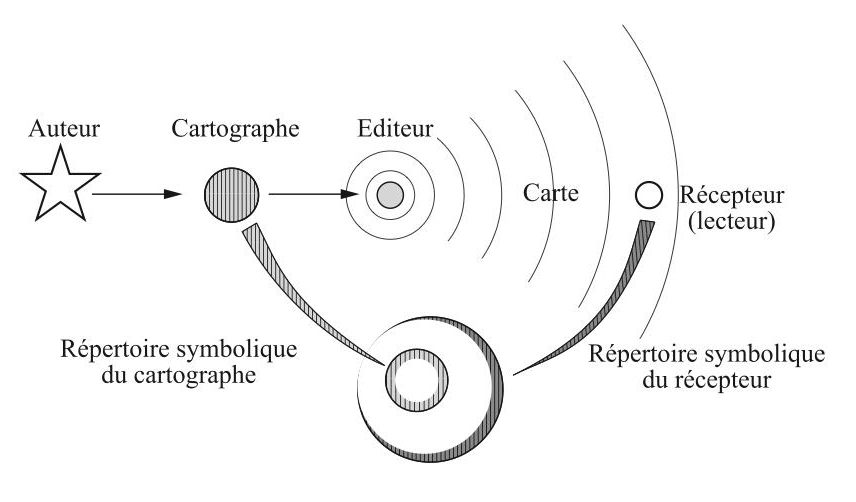 Auteur
Cartographe
Editeur
Carte
Récepteur
(lecteur)
Répertoire symbolique
du cartographe
Répertoire symbolique
du récepteur